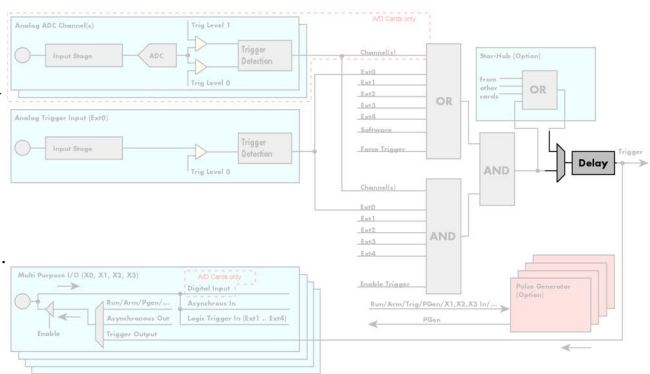 A/D Cards only
Analog ADC Channel(s)
Trig Level 1
Input Stage
ADC
Trigger
Detection
Trig Level 0
Channel(s)
Ext0
Ext1
Ext2
Ext3
Ext4
Software
Force Trigger
OR
Star-Hub (Option)
from
other
cards
OR
Analog Trigger Input (Ext0)
Input Stage
Trigger
Detection
Trig Level 0
AND
Delay
Trigger
Channel(s)
Ext0
Ext1
Ext2
Ext3
Ext4
Enable Trigger
AND
Multi Purpose I/O (X0, X1, X2, X3)
A/D Cards only
Digital Input
Run/Arm/Pgen/...
Asynchrous In
Asynchronous Out
Logic Trigger In (Ext1 .. Ext4)
Enable
Trigger Output
Run/Arm/Trig/PGen/X1,X2,X3 In/...
PGen
Pulse Generator
(Option)